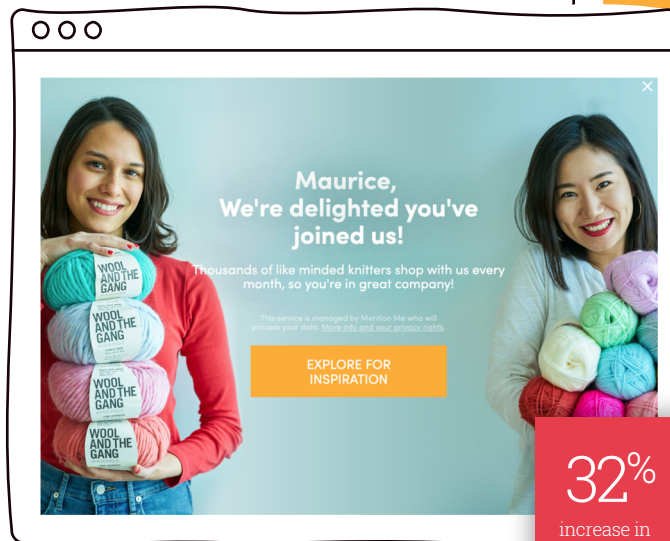 Maurice,
We're delighted you've
joined us!
Thousands of like minded knitters shop with us every
month, so you're in great company!
This service is managed by Mention Me who will
process your data. More info and your privacy rights.
EXPLORE FOR
INSPIRATION
WOOL
AND THE
GANG
WOOL
AND THE
GANG
WOOL
AND THE
GANG
WOOL
AND THE
GANG
32%
increase in